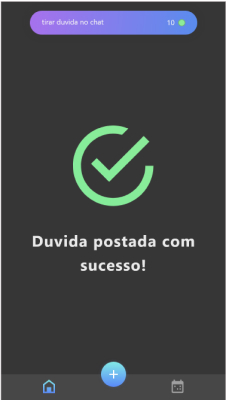 tirar duvida no chat 10
Duvida postada com
sucesso!